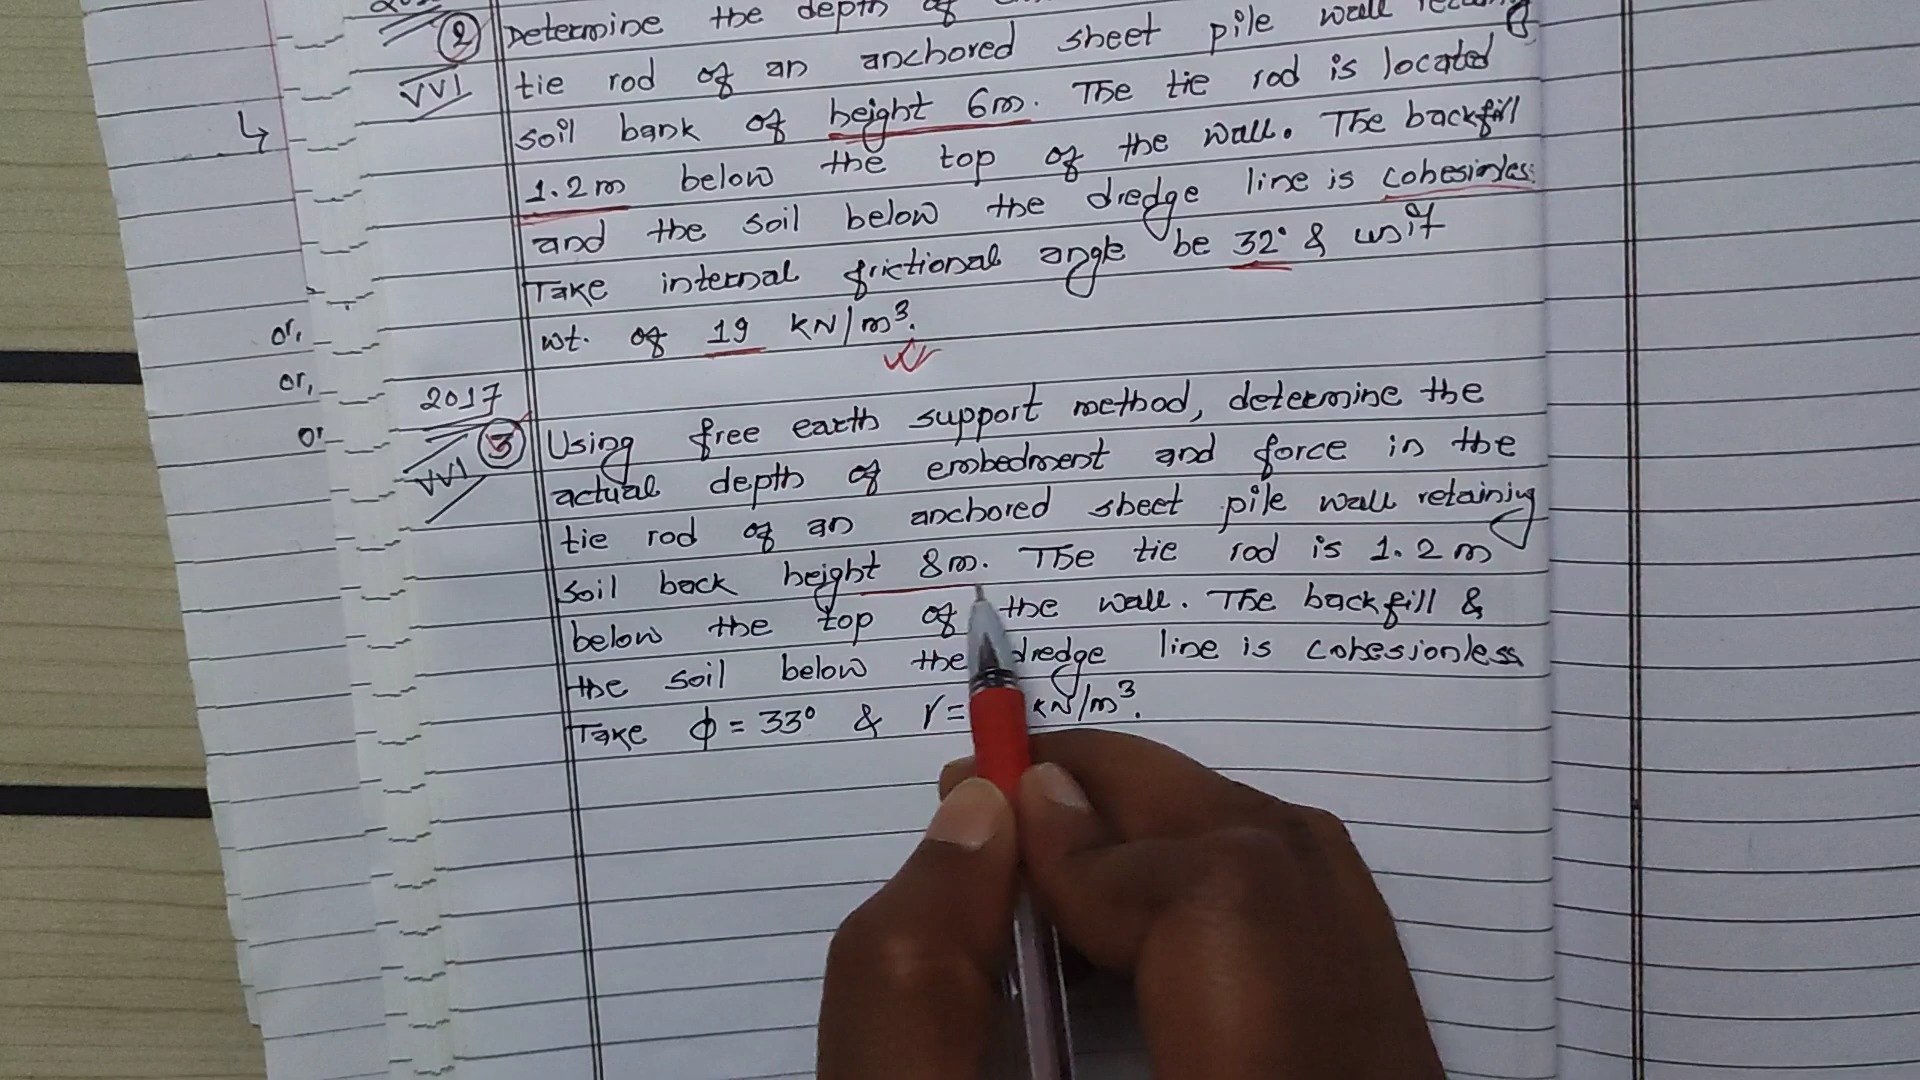 ② Determine the depth of
VVI tie rod of an anchored sheet pile wall
soil bank of height 6m. The tie rod is located
1.2m below the top of the wall. The backfill
and the soil below the dredge line is cohesionless.
Take internal frictional angle be 32° & unit
wt. of 19 kN/m³.
or,
or,
or
2017
③ Using free earth support method, determine the
VVI actual depth of embedment and force in the
tie rod of an anchored sheet pile wall retaining
soil back height 8m. The tie rod is 1.2m
below the top of the wall. The backfill &
the soil below the dredge line is cohesionless
Take φ = 33° & r= kN/m³.